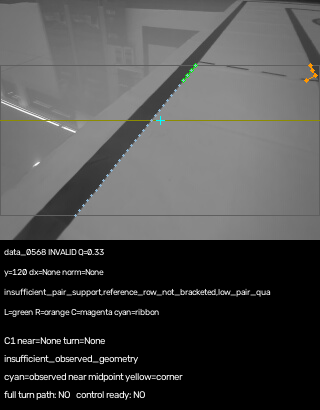 data_0568 INVALID Q=0.33
y=120 dx=None norm=None
insufficient_pair_support,reference_row_not_bracketed,low_pair_qua
L=green R=orange C=magenta cyan=ribbon
C1 near=None turn=None
insufficient_observed_geometry
cyan=observed near midpoint yellow=corner
full turn path: NO control ready: NO